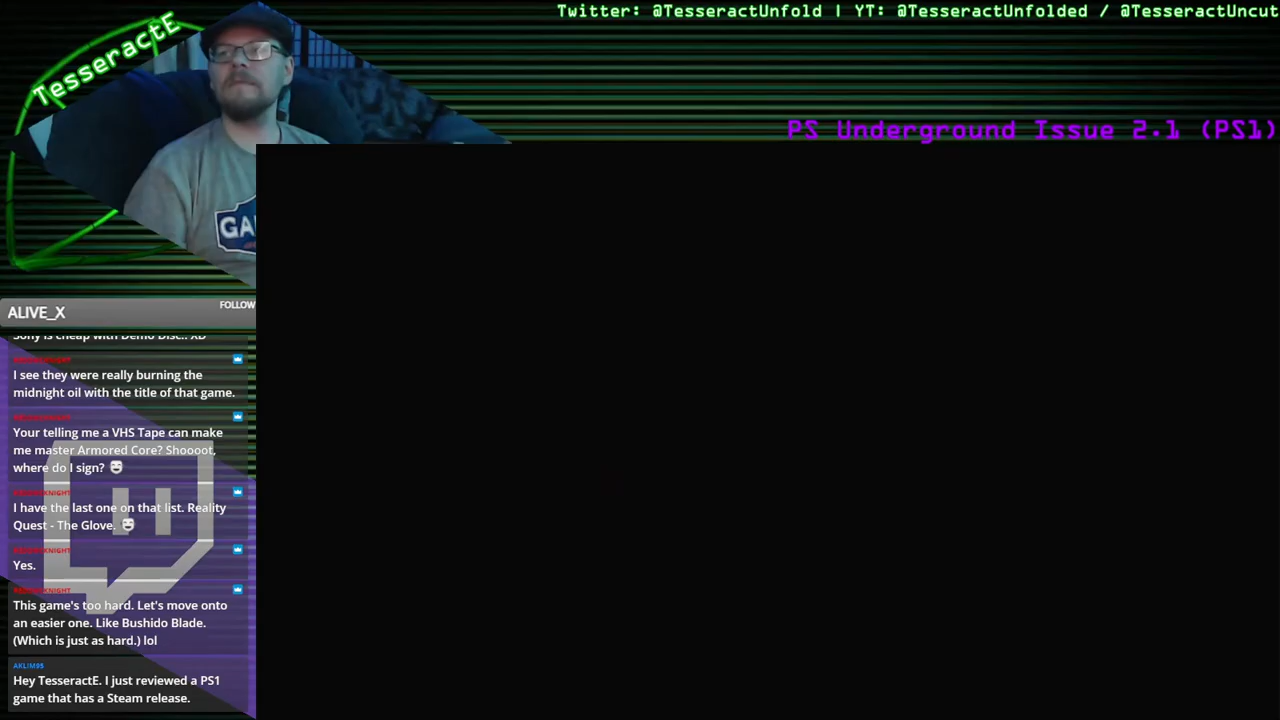 Twitter: @TesseractUnfold | YT: @TesseractUnfolded / @TesseractUncut
TesseractE
PS Underground Issue 2.1 (PS1)
GA
ALIVE_X
FOLLOW
Sony is cheap with Demo Disc.. XD
I see they were really burning the
midnight oil with the title of that game.
Your telling me a VHS Tape can make
me master Armored Core? Shoooot,
where do I sign?
KNIGHT
I have the last one on that list. Reality
Quest - The Glove.
KNIGHT
Yes.
KNIGHT
This game's too hard. Let's move onto
an easier one. Like Bushido Blade.
(Which is just as hard.) lol
AKLIM95
Hey TesseractE. I just reviewed a PS1
game that has a Steam release.